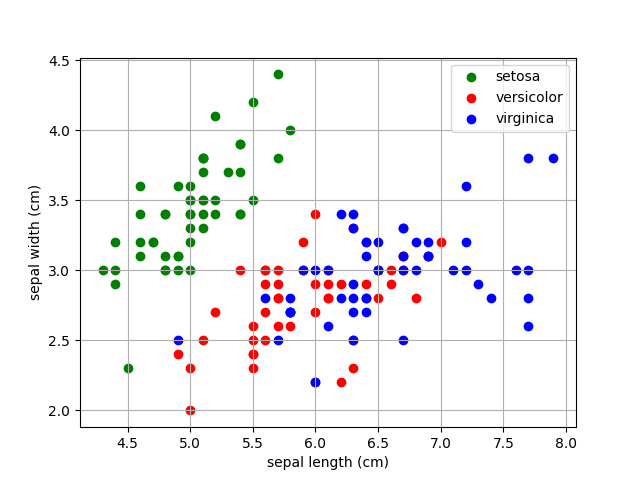 4.5
4.0
3.5
3.0
2.5
2.0
sepal width (cm)
setosa
versicolor
virginica
4.5 5.0 5.5 6.0 6.5 7.0 7.5 8.0
sepal length (cm)